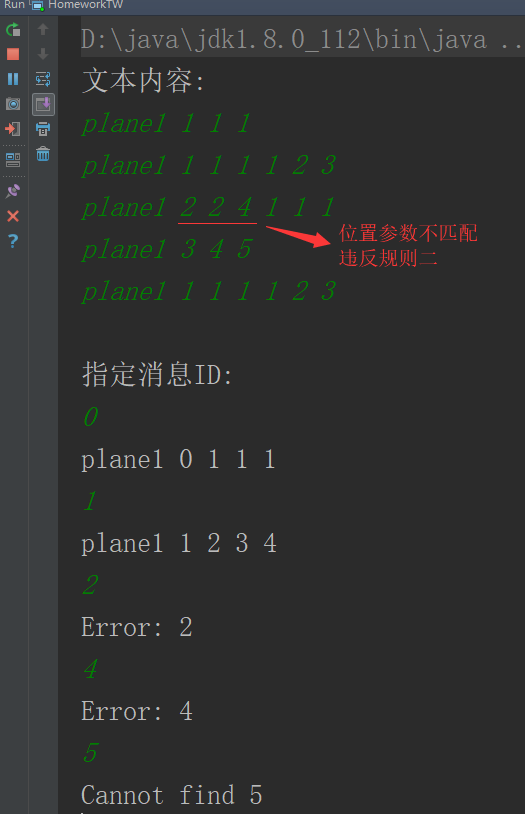 Run HomeworkTW
D:\java\jdk1.8.0_112\bin\java ..
文本内容:
plane1 1 1 1
plane1 1 1 1 1 2 3
plane1 2 2 4 1 1 1
位置参数不匹配
违反规则二
plane1 3 4 5
plane1 1 1 1 1 2 3
指定消息ID:
0
plane1 0 1 1 1
1
plane1 1 2 3 4
2
Error: 2
4
Error: 4
5
Cannot find 5